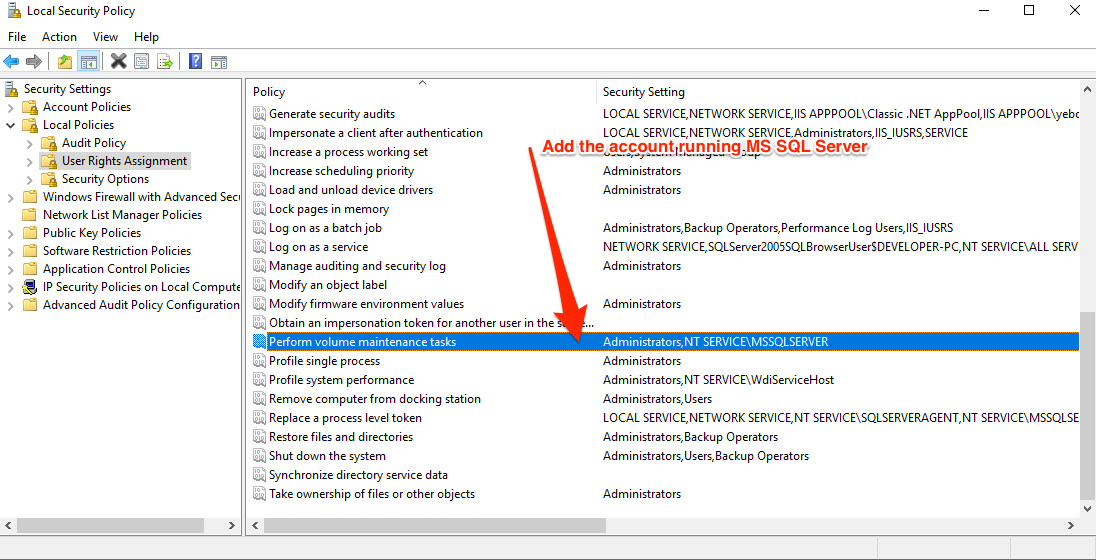 Local Security Policy
File Action View Help
Security Settings
Account Policies
Local Policies
Audit Policy
User Rights Assignment
Security Options
Windows Firewall with Advanced Secu
Network List Manager Policies
Public Key Policies
Software Restriction Policies
Application Control Policies
IP Security Policies on Local Compute
Advanced Audit Policy Configuration
Policy Security Setting
Generate security audits LOCAL SERVICE,NETWORK SERVICE,IIS APPPOOL\Classic .NET AppPool,IIS APPPOOL\yebo
Impersonate a client after authentication LOCAL SERVICE,NETWORK SERVICE,Administrators,IIS_IUSRS,SERVICE
Add the account running MS SQL Server
Increase a process working set
Increase scheduling priority Administrators
Load and unload device drivers Administrators
Lock pages in memory
Log on as a batch job Administrators,Backup Operators,Performance Log Users,IIS_IUSRS
Log on as a service NETWORK SERVICE,SQLServer2005SQLBrowserUser$DEVELOPER-PC,NT SERVICE\ALL SERV
Manage auditing and security log Administrators
Modify an object label
Modify firmware environment values Administrators
Obtain an impersonation token for another user in the same...
Perform volume maintenance tasks Administrators,NT SERVICE\MSSQLSERVER
Profile single process Administrators
Profile system performance Administrators,NT SERVICE\WdiServiceHost
Remove computer from docking station Administrators,Users
Replace a process level token LOCAL SERVICE,NETWORK SERVICE,NT SERVICE\SQLSERVERAGENT,NT SERVICE\MSSQLSE
Restore files and directories Administrators,Backup Operators
Shut down the system Administrators,Users,Backup Operators
Synchronize directory service data
Take ownership of files or other objects Administrators